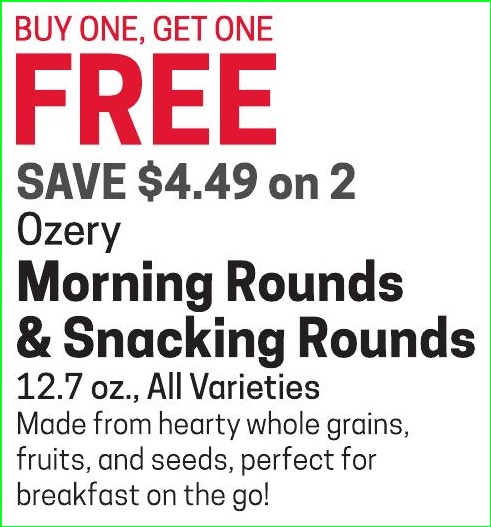 BUY ONE, GET ONE
FREE
SAVE $4.49 on 2
Ozery
Morning Rounds
& Snacking Rounds
12.7 oz., All Varieties
Made from hearty whole grains,
fruits, and seeds, perfect for
breakfast on the go!